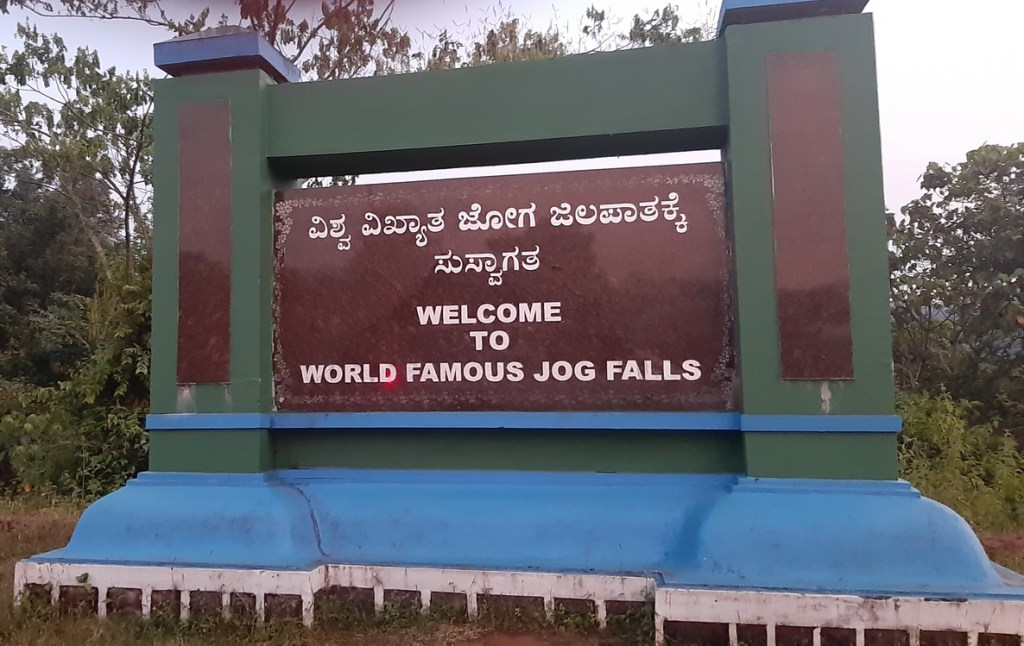 ವಿಶ್ವ ವಿಖ್ಯಾತ ಜೋಗ ಜಲಪಾತಕ್ಕೆ
ಸುಸ್ವಾಗತ
WELCOME
TO
WORLD FAMOUS JOG FALLS